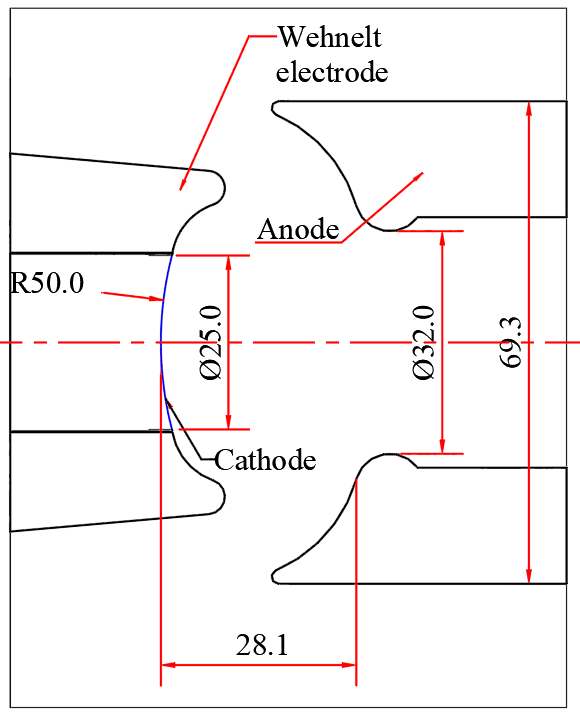 Wehnelt
electrode
Anode
R50.0
Ø25.0
Ø32.0
69.3
Cathode
28.1